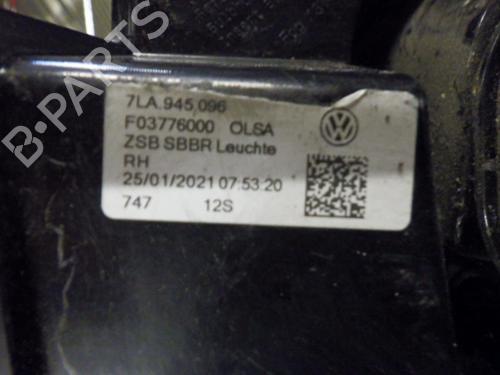 7LA.945.096
F03776000 OLSA
ZSB SBBR Leuchte
RH
25/01/2021 07.53.20
747 12S
B-PARTS